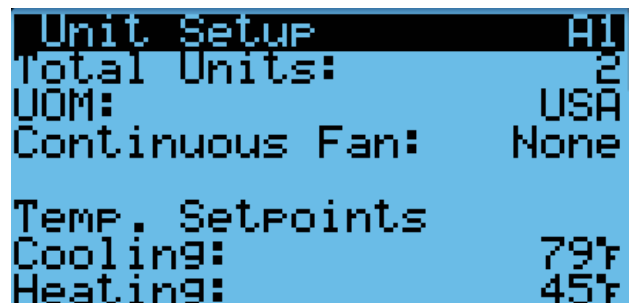 Unit Setup A1
Total Units: 2
UOM: USA
Continuous Fan: None
Temp. Setpoints
Cooling: 79°F
Heating: 45°F